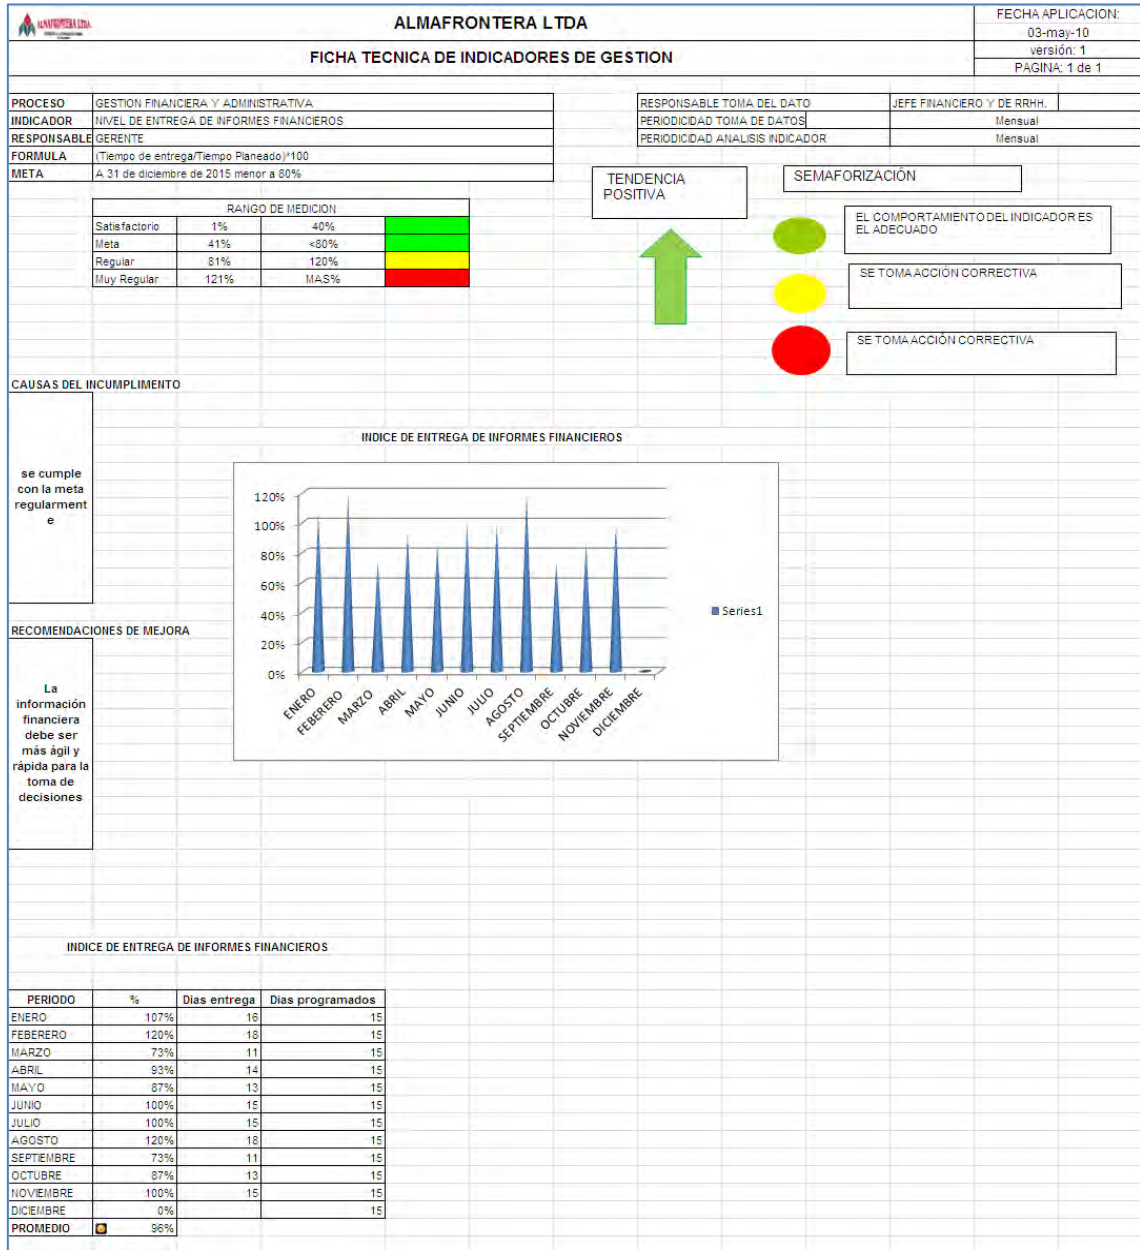 ALMAFRONTERA LTDA.
ALMAFRONTERA LTDA
FICHA TECNICA DE INDICADORES DE GESTION
FECHA APLICACION:
03-may-10
versión: 1
PAGINA: 1 de 1
PROCESO GESTION FINANCIERA Y ADMINISTRATIVA
INDICADOR NIVEL DE ENTREGA DE INFORMES FINANCIEROS
RESPONSABLE GERENTE
FORMULA (Tiempo de entrega/Tiempo Planeado)*100
META A 31 de diciembre de 2015 menor a 80%
RESPONSABLE TOMA DEL DATO JEFE FINANCIERO Y DE RRHH.
PERIODICIDAD TOMA DE DATOS Mensual
PERIODICIDAD ANALISIS INDICADOR Mensual
RANGO DE MEDICION
Satisfactorio 1% 40%
Meta 41% <80%
Regular 81% 120%
Muy Regular 121% MAS%
TENDENCIA
POSITIVA
SEMAFORIZACIÓN
EL COMPORTAMIENTO DEL INDICADOR ES
EL ADECUADO
SE TOMA ACCIÓN CORRECTIVA
SE TOMA ACCIÓN CORRECTIVA
CAUSAS DEL INCUMPLIMENTO
se cumple
con la meta
regularment
e
RECOMENDACIONES DE MEJORA
La
información
financiera
debe ser
más ágil y
rápida para la
toma de
decisiones
INDICE DE ENTREGA DE INFORMES FINANCIEROS
120%
100%
80%
60%
40%
20%
0%
ENERO
FEBERERO
MARZO
ABRIL
MAYO
JUNIO
JULIO
AGOSTO
SEPTIEMBRE
OCTUBRE
NOVIEMBRE
DICIEMBRE
Series1
INDICE DE ENTREGA DE INFORMES FINANCIEROS
PERIODO % Dias entrega Dias programados
ENERO 107% 16 15
FEBERERO 120% 18 15
MARZO 73% 11 15
ABRIL 93% 14 15
MAYO 87% 13 15
JUNIO 100% 15 15
JULIO 100% 15 15
AGOSTO 120% 18 15
SEPTIEMBRE 73% 11 15
OCTUBRE 87% 13 15
NOVIEMBRE 100% 15 15
DICIEMBRE 0% 15
PROMEDIO 96%